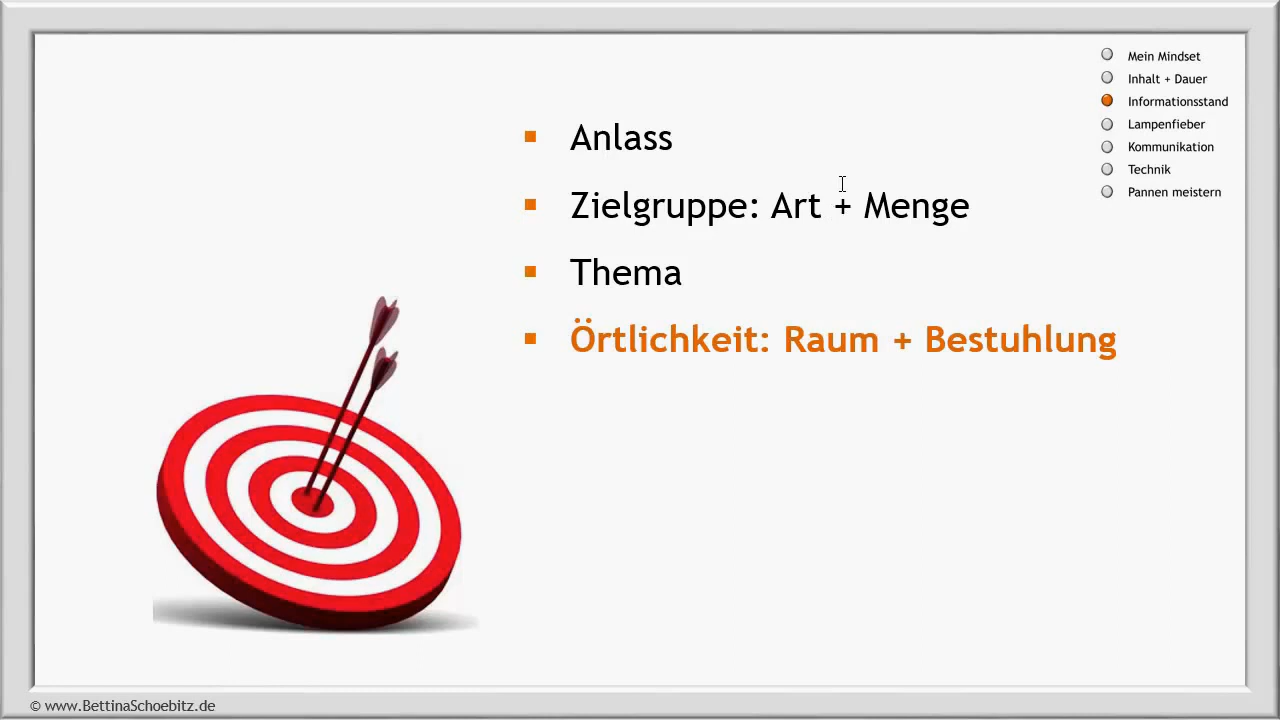 Mein Mindset
Inhalt + Dauer
Informationsstand
Lampenfieber
Kommunikation
Technik
Pannen meistern
Anlass
Zielgruppe: Art + Menge
Thema
Örtlichkeit: Raum + Bestuhlung
© www.BettinaSchoebitz.de